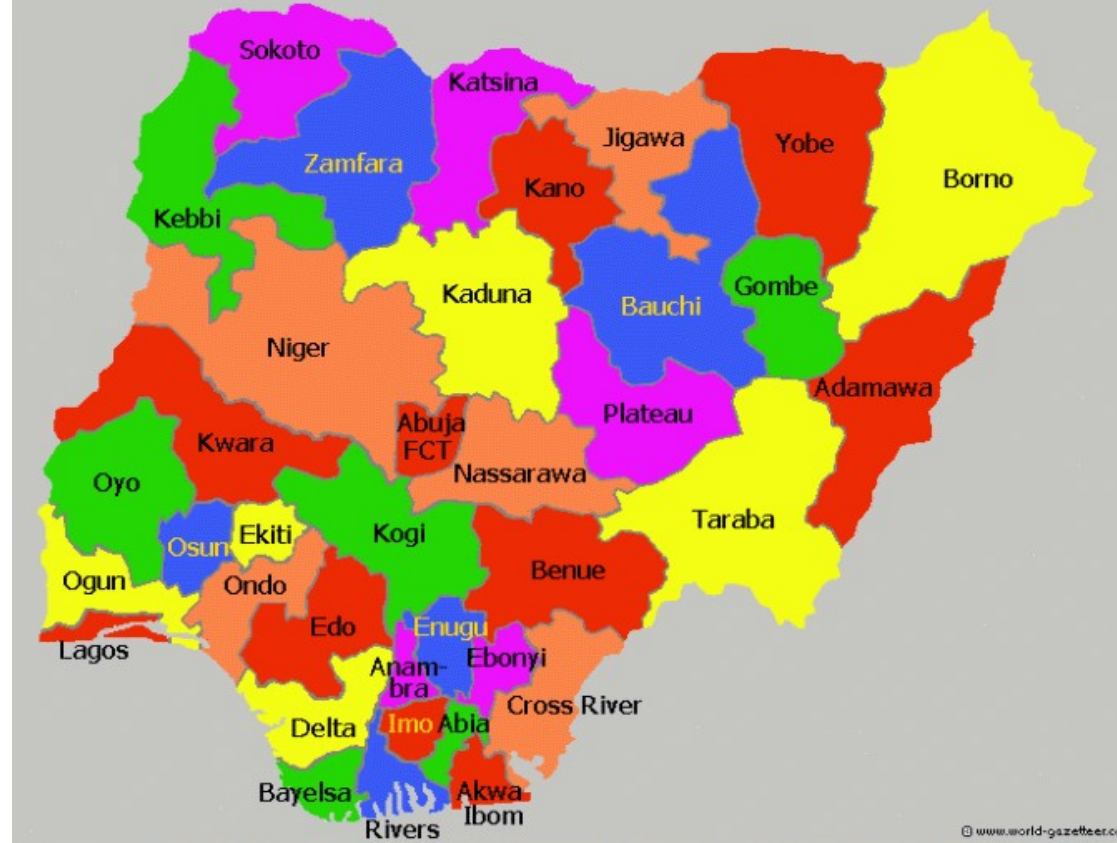 Sokoto
Katsina
Jigawa
Yobe
Zamfara
Borno
Kano
Kebbi
Kaduna
Gombe
Bauchi
Niger
Adamawa
Abuja
FCT
Plateau
Kwara
Nassarawa
Oyo
Taraba
Kogi
Ekiti
Osun
Benue
Ogun
Ondo
Edo
Enugu
Lagos
Anam-
bra
Ebonyi
Cross River
Delta
Imo
Abia
Bayelsa
Akwa
Ibom
Rivers
© www.world-gazetteer.c